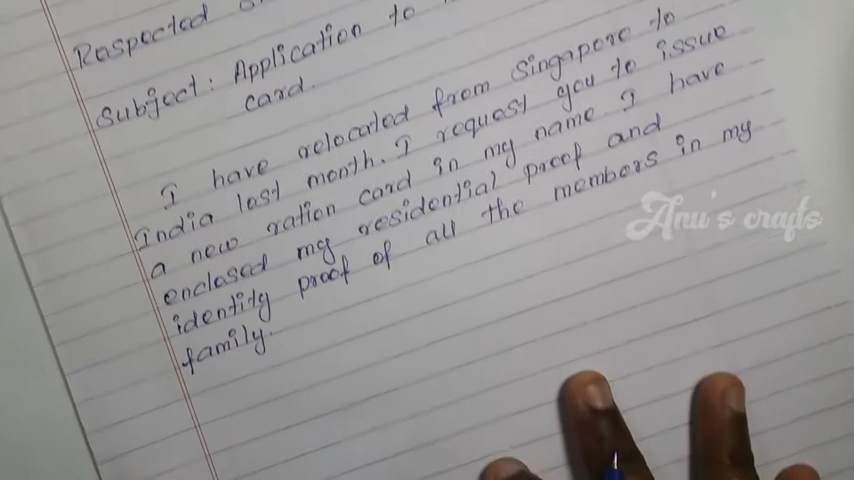 Respected
Subject: Application to
card.
I have relocated from Singapore to
India last month. I request you to issue
a new ration card in my name. I have
enclosed my residential proof and
identity proof of all the members in my
family.
Anu's crafts